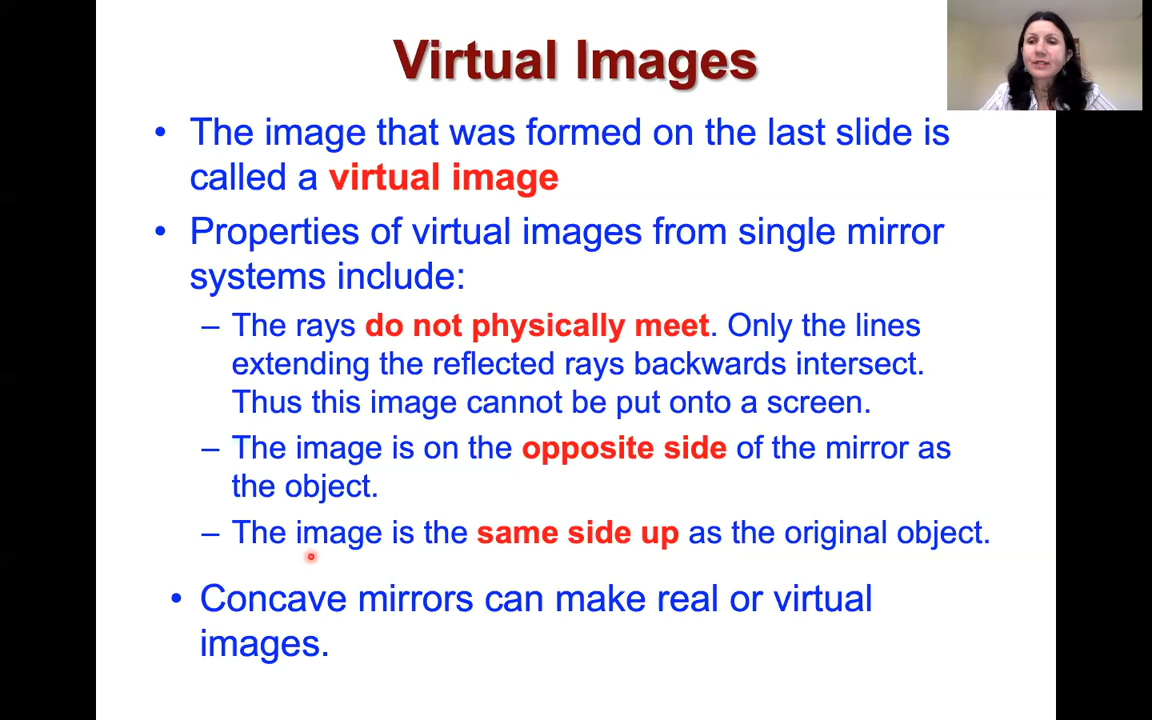 Virtual Images
• The image that was formed on the last slide is
called a virtual image
• Properties of virtual images from single mirror
systems include:
– The rays do not physically meet. Only the lines
extending the reflected rays backwards intersect.
Thus this image cannot be put onto a screen.
– The image is on the opposite side of the mirror as
the object.
– The image is the same side up as the original object.
• Concave mirrors can make real or virtual
images.